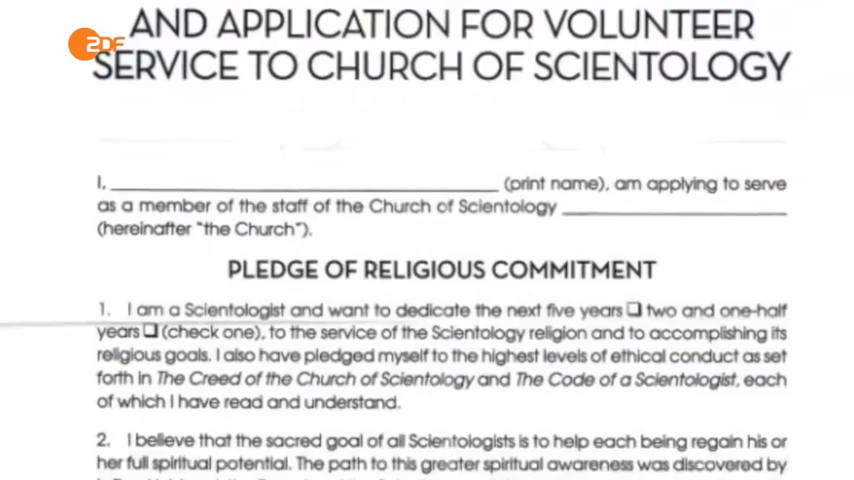 AND APPLICATION FOR VOLUNTEER
ZDF
SERVICE TO CHURCH OF SCIENTOLOGY
I, (print name), am applying to serve
as a member of the staff of the Church of Scientology
(hereinafter "the Church").
PLEDGE OF RELIGIOUS COMMITMENT
1. I am a Scientologist and want to dedicate the next five years ☐ two and one-half
years ☐ (check one), to the service of the Scientology religion and to accomplishing its
religious goals. I also have pledged myself to the highest levels of ethical conduct as set
forth in The Creed of the Church of Scientology and The Code of a Scientologist, each
of which I have read and understand.
2. I believe that the sacred goal of all Scientologists is to help each being regain his or
her full spiritual potential. The path to this greater spiritual awareness was discovered by